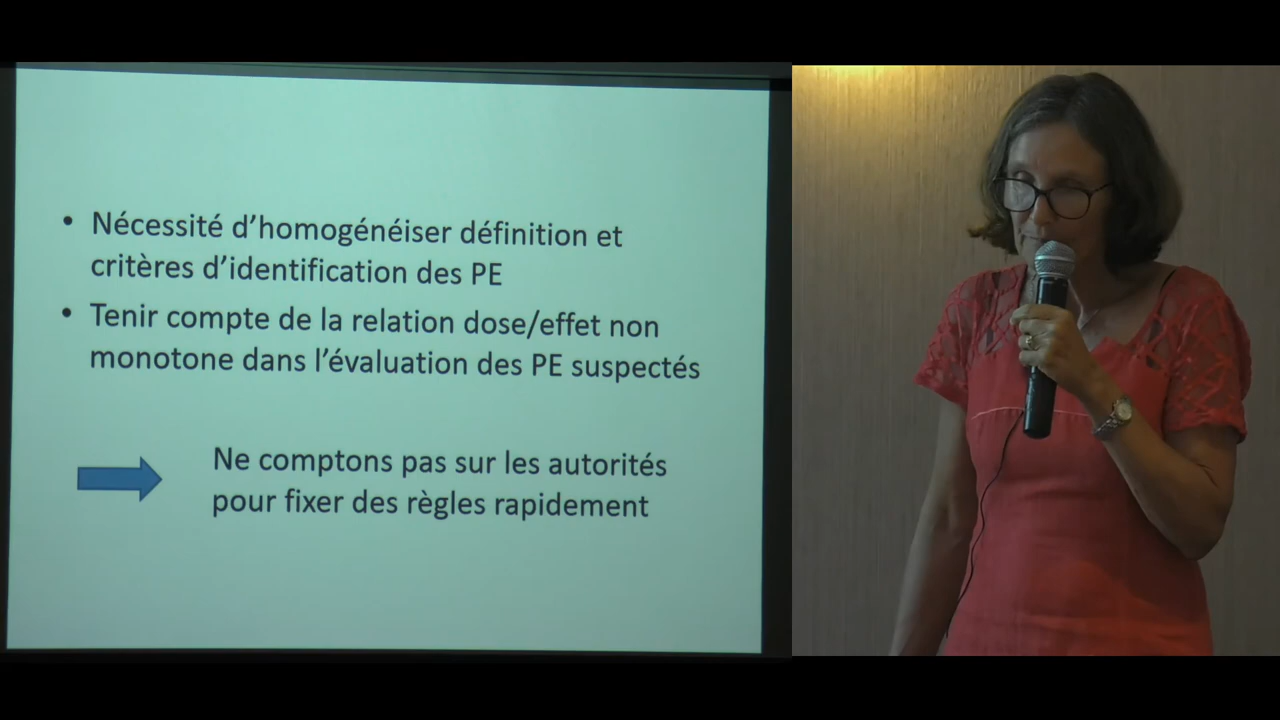 • Nécessité d’homogénéiser définition et
critères d’identification des PE
• Tenir compte de la relation dose/effet non
monotone dans l’évaluation des PE suspectés
Ne comptons pas sur les autorités
pour fixer des règles rapidement